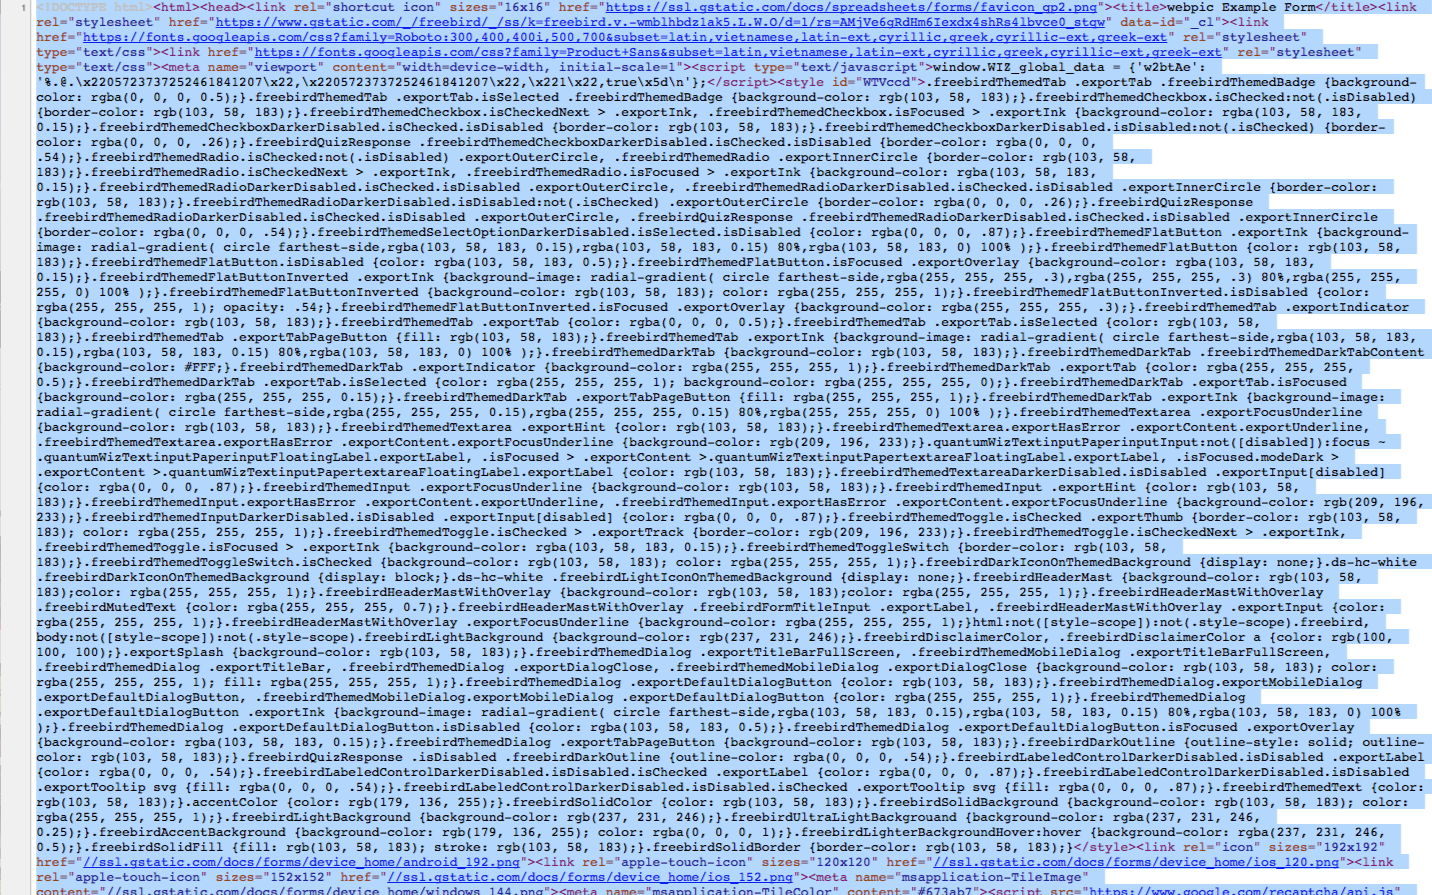 1 <!DOCTYPE html><html><head><link rel="shortcut icon" sizes="16x16" href="https://ssl.gstatic.com/docs/spreadsheets/forms/favicon_qp2.png"><title>webpic Example Form</title><link
rel="stylesheet" href="https://www.gstatic.com/_/freebird/_/ss/k=freebird.v.-wmblhbdz1ak5.L.W.O/d=1/rs=AMjVe6gRdHm6Iexdx4shRs4lbvce0_stqw" data-id="_cl"><link
href="https://fonts.googleapis.com/css?family=Roboto:300,400,400i,500,700&subset=latin,vietnamese,latin-ext,cyrillic,greek,cyrillic-ext,greek-ext" rel="stylesheet"
type="text/css"><link href="https://fonts.googleapis.com/css?family=Product+Sans&subset=latin,vietnamese,latin-ext,cyrillic,greek,cyrillic-ext,greek-ext" rel="stylesheet"
type="text/css"><meta name="viewport" content="width=device-width, initial-scale=1"><script type="text/javascript">window.WIZ_global_data = {'w2btAe':
'%.@.\x22057237372524618​41207\x22,\x22057237372524618​41207\x22,\x221\x22,true\x5d\n'};</script><style id="WTVccd">.freebirdThemedTab .exportTab .freebirdThemedBadge {background-
color: rgba(0, 0, 0, 0.5);}.freebirdThemedTab .exportTab.isSelected .freebirdThemedBadge {background-color: rgb(103, 58, 183);}.freebirdThemedCheckbox.isChecked:not(.isDisabled)
{border-color: rgb(103, 58, 183);}.freebirdThemedCheckbox.isCheckedNext > .exportInk, .freebirdThemedCheckbox.isFocused > .exportInk {background-color: rgba(103, 58, 183,
0.15);}.freebirdThemedCheckboxDarkerDisabled.isChecked.isDisabled {border-color: rgb(103, 58, 183);}.freebirdThemedCheckboxDarkerDisabled.isDisabled:not(.isChecked) {border-
color: rgba(0, 0, 0, .26);}.freebirdQuizResponse .freebirdThemedCheckboxDarkerDisabled.isChecked.isDisabled {border-color: rgba(0, 0, 0,
.54);}.freebirdThemedRadio.isChecked:not(.isDisabled) .exportOuterCircle, .freebirdThemedRadio .exportInnerCircle {border-color: rgb(103, 58,
183);}.freebirdThemedRadio.isCheckedNext > .exportInk, .freebirdThemedRadio.isFocused > .exportInk {background-color: rgba(103, 58, 183,
0.15);}.freebirdThemedRadioDarkerDisabled.isChecked.isDisabled .exportOuterCircle, .freebirdThemedRadioDarkerDisabled.isChecked.isDisabled .exportInnerCircle {border-color:
rgb(103, 58, 183);}.freebirdThemedRadioDarkerDisabled.isDisabled:not(.isChecked) .exportOuterCircle {border-color: rgba(0, 0, 0, .26);}.freebirdQuizResponse
.freebirdThemedRadioDarkerDisabled.isChecked.isDisabled .exportOuterCircle, .freebirdQuizResponse .freebirdThemedRadioDarkerDisabled.isChecked.isDisabled .exportInnerCircle
{border-color: rgba(0, 0, 0, .54);}.freebirdThemedSelectOptionDarkerDisabled.isSelected.isDisabled {color: rgba(0, 0, 0, .87);}.freebirdThemedFlatButton .exportInk {background-
image: radial-gradient( circle farthest-side,rgba(103, 58, 183, 0.15),rgba(103, 58, 183, 0.15) 80%,rgba(103, 58, 183, 0) 100% );}.freebirdThemedFlatButton {color: rgb(103, 58,
183);}.freebirdThemedFlatButton.isDisabled {color: rgba(103, 58, 183, 0.5);}.freebirdThemedFlatButton.isFocused .exportOverlay {background-color: rgba(103, 58, 183,
0.15);}.freebirdThemedFlatButtonInverted .exportInk {background-image: radial-gradient( circle farthest-side,rgba(255, 255, 255, .3),rgba(255, 255, 255, .3) 80%,rgba(255, 255,
255, 0) 100% );}.freebirdThemedFlatButtonInverted {background-color: rgb(103, 58, 183); color: rgba(255, 255, 255, 1);}.freebirdThemedFlatButtonInverted.isDisabled {color:
rgba(255, 255, 255, 1); opacity: .54;}.freebirdThemedFlatButtonInverted.isFocused .exportOverlay {background-color: rgba(255, 255, 255, .3);}.freebirdThemedTab .exportIndicator
{background-color: rgb(103, 58, 183);}.freebirdThemedTab .exportTab {color: rgba(0, 0, 0, 0.5);}.freebirdThemedTab .exportTab.isSelected {color: rgb(103, 58,
183);}.freebirdThemedTab .exportTabPageButton {fill: rgb(103, 58, 183);}.freebirdThemedTab .exportInk {background-image: radial-gradient( circle farthest-side,rgba(103, 58, 183,
0.15),rgba(103, 58, 183, 0.15) 80%,rgba(103, 58, 183, 0) 100% );}.freebirdThemedDarkTab {background-color: rgb(103, 58, 183);}.freebirdThemedDarkTab .freebirdThemedDarkTabContent
{background-color: #FFF;}.freebirdThemedDarkTab .exportIndicator {background-color: rgba(255, 255, 255, 1);}.freebirdThemedDarkTab .exportTab {color: rgba(255, 255, 255,
0.5);}.freebirdThemedDarkTab .exportTab.isSelected {color: rgba(255, 255, 255, 1); background-color: rgba(255, 255, 255, 0);}.freebirdThemedDarkTab .exportTab.isFocused
{background-color: rgba(255, 255, 255, 0.15);}.freebirdThemedDarkTab .exportTabPageButton {fill: rgba(255, 255, 255, 1);}.freebirdThemedDarkTab .exportInk {background-image:
radial-gradient( circle farthest-side,rgba(255, 255, 255, 0.15),rgba(255, 255, 255, 0.15) 80%,rgba(255, 255, 255, 0) 100% );}.freebirdThemedTextarea .exportFocusUnderline
{background-color: rgb(103, 58, 183);}.freebirdThemedTextarea .exportHint {color: rgb(103, 58, 183);}.freebirdThemedTextarea.exportHasError .exportContent.exportUnderline,
.freebirdThemedTextarea.exportHasError .exportContent.exportFocusUnderline {background-color: rgb(209, 196, 233);}.quantumWizTextinputPaperinputInput:not([disabled]):focus ~
.quantumWizTextinputPaperinputFloatingLabel.exportLabel, .isFocused > .exportContent >.quantumWizTextinputPapertextareaFloatingLabel.exportLabel, .isFocused.modeDark >
.exportContent >.quantumWizTextinputPapertextareaFloatingLabel.exportLabel {color: rgb(103, 58, 183);}.freebirdThemedTextareaDarkerDisabled.isDisabled .exportInput[disabled]
{color: rgba(0, 0, 0, .87);}.freebirdThemedInput .exportFocusUnderline {background-color: rgb(103, 58, 183);}.freebirdThemedInput .exportHint {color: rgb(103, 58,
183);}.freebirdThemedInput.exportHasError .exportContent.exportUnderline, .freebirdThemedInput.exportHasError .exportContent.exportFocusUnderline {background-color: rgb(209, 196,
233);}.freebirdThemedInputDarkerDisabled.isDisabled .exportInput[disabled] {color: rgba(0, 0, 0, .87);}.freebirdThemedToggle.isChecked .exportThumb {border-color: rgb(103, 58,
183); color: rgba(255, 255, 255, 1);}.freebirdThemedToggle.isChecked > .exportTrack {border-color: rgb(209, 196, 233);}.freebirdThemedToggle.isCheckedNext > .exportInk,
.freebirdThemedToggle.isFocused > .exportInk {background-color: rgba(103, 58, 183, 0.15);}.freebirdThemedToggleSwitch {border-color: rgb(103, 58,
183);}.freebirdThemedToggleSwitch.isChecked {background-color: rgb(103, 58, 183); color: rgba(255, 255, 255, 1);}.freebirdDarkIconOnThemedBackground {display: none;}.ds-hc-white
.freebirdDarkIconOnThemedBackground {display: block;}.ds-hc-white .freebirdLightIconOnThemedBackground {display: none;}.freebirdHeaderMast {background-color: rgb(103, 58,
183);color: rgba(255, 255, 255, 1);}.freebirdHeaderMastWithOverlay {background-color: rgb(103, 58, 183);color: rgba(255, 255, 255, 1);}.freebirdHeaderMastWithOverlay
.freebirdMutedText {color: rgba(255, 255, 255, 0.7);}.freebirdHeaderMastWithOverlay .freebirdFormTitleInput .exportLabel, .freebirdHeaderMastWithOverlay .exportInput {color:
rgba(255, 255, 255, 1);}.freebirdHeaderMastWithOverlay .exportFocusUnderline {background-color: rgba(255, 255, 255, 1);}html:not([style-scope]):not(.style-scope).freebird,
body:not([style-scope]):not(.style-scope).freebirdLightBackground {background-color: rgb(237, 231, 246);}.freebirdDisclaimerColor, .freebirdDisclaimerColor a {color: rgb(100,
100, 100);}.exportSplash {background-color: rgb(103, 58, 183);}.freebirdThemedDialog .exportTitleBarFullScreen, .freebirdThemedMobileDialog .exportTitleBarFullScreen,
.freebirdThemedDialog .exportTitleBar, .freebirdThemedDialog .exportDialogClose, .freebirdThemedMobileDialog .exportDialogClose {background-color: rgb(103, 58, 183); color:
rgba(255, 255, 255, 1); fill: rgba(255, 255, 255, 1);}.freebirdThemedDialog .exportDefaultDialogButton {color: rgb(103, 58, 183);}.freebirdThemedDialog.exportMobileDialog
.exportDefaultDialogButton, .freebirdThemedMobileDialog.exportMobileDialog .exportDefaultDialogButton {color: rgba(255, 255, 255, 1);}.freebirdThemedDialog
.exportDefaultDialogButton .exportInk {background-image: radial-gradient( circle farthest-side,rgba(103, 58, 183, 0.15),rgba(103, 58, 183, 0.15) 80%,rgba(103, 58, 183, 0) 100%
);}.freebirdThemedDialog .exportDefaultDialogButton.isDisabled {color: rgba(103, 58, 183, 0.5);}.freebirdThemedDialog .exportDefaultDialogButton.isFocused .exportOverlay
{background-color: rgba(103, 58, 183, 0.15);}.freebirdThemedDialog .exportTabPageButton {background-color: rgba(103, 58, 183);}.freebirdDarkOutline {outline-style: solid; outline-
color: rgb(103, 58, 183);}.freebirdQuizResponse .isDisabled .freebirdDarkOutline {outline-color: rgba(0, 0, 0, .54);}.freebirdLabeledControlDarkerDisabled.isDisabled .exportLabel
{color: rgba(0, 0, 0, .54);}.freebirdLabeledControlDarkerDisabled.isDisabled.isChecked .exportLabel {color: rgba(0, 0, 0, .87);}.freebirdLabeledControlDarkerDisabled.isDisabled
.exportTooltip svg {fill: rgba(0, 0, 0, .54);}.freebirdLabeledControlDarkerDisabled.isDisabled.isChecked .exportTooltip svg {fill: rgba(0, 0, 0, .87);}.freebirdThemedText {color:
rgb(103, 58, 183);}.accentColor {color: rgb(179, 136, 255);}.freebirdSolidColor {color: rgb(103, 58, 183);}.freebirdSolidBackground {background-color: rgb(103, 58, 183); color:
rgba(255, 255, 255, 1);}.freebirdLightBackground {background-color: rgb(237, 231, 246);}.freebirdUltraLightBackgrouand {background-color: rgba(237, 231, 246,
0.25);}.freebirdAccentBackground {background-color: rgb(179, 136, 255); color: rgba(0, 0, 0, 1);}.freebirdLighterBackgroundHover:hover {background-color: rgba(237, 231, 246,
0.5);}.freebirdSolidFill {fill: rgb(103, 58, 183); stroke: rgb(103, 58, 183);}.freebirdSolidBorder {border-color: rgb(103, 58, 183);}</style><link rel="icon" sizes="192x192"
href="//ssl.gstatic.com/docs/forms/device_home/android_192.png"><link rel="apple-touch-icon" sizes="120x120" href="//ssl.gstatic.com/docs/forms/device_home/ios_120.png"><link
rel="apple-touch-icon" sizes="152x152" href="//ssl.gstatic.com/docs/forms/device_home/ios_152.png"><meta name="msapplication-TileImage"
content="//ssl.gstatic.com/docs/forms/device_home/windows_144.png"><meta name="msapplication-TileColor" content="#673ab7"><script src="https://www.google.com/recaptcha/api.js"